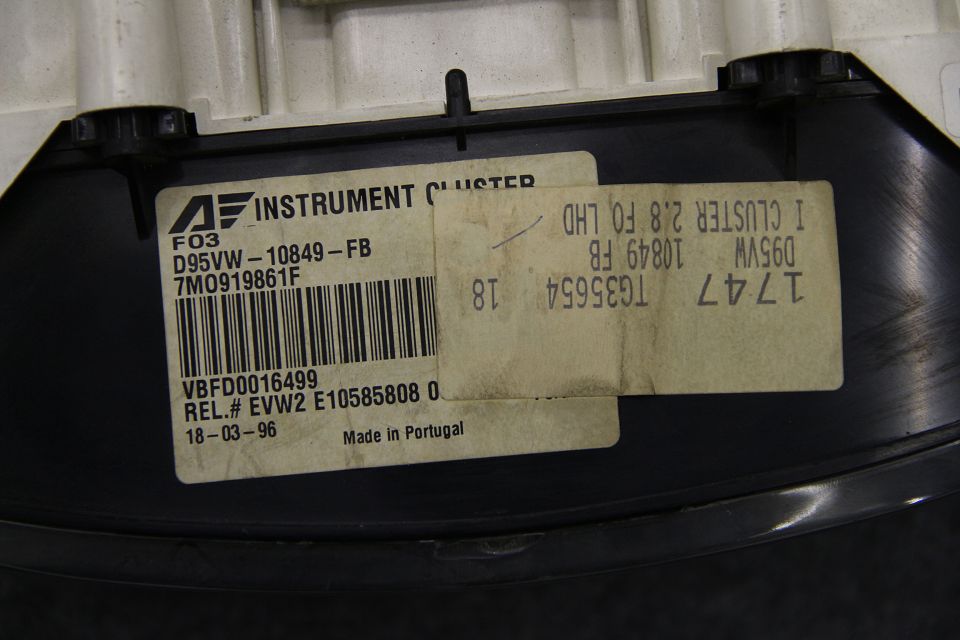 INSTRUMENT CLUSTER
F03
D95VW-10849-FB
7M0919861F
VBFD0016499
REL.# EVW2 E10585808 0
18-03-96 Made in Portugal
1747 TG35654 18
D95VW 10849 FB
I CLUSTER 2.8 FO LHD